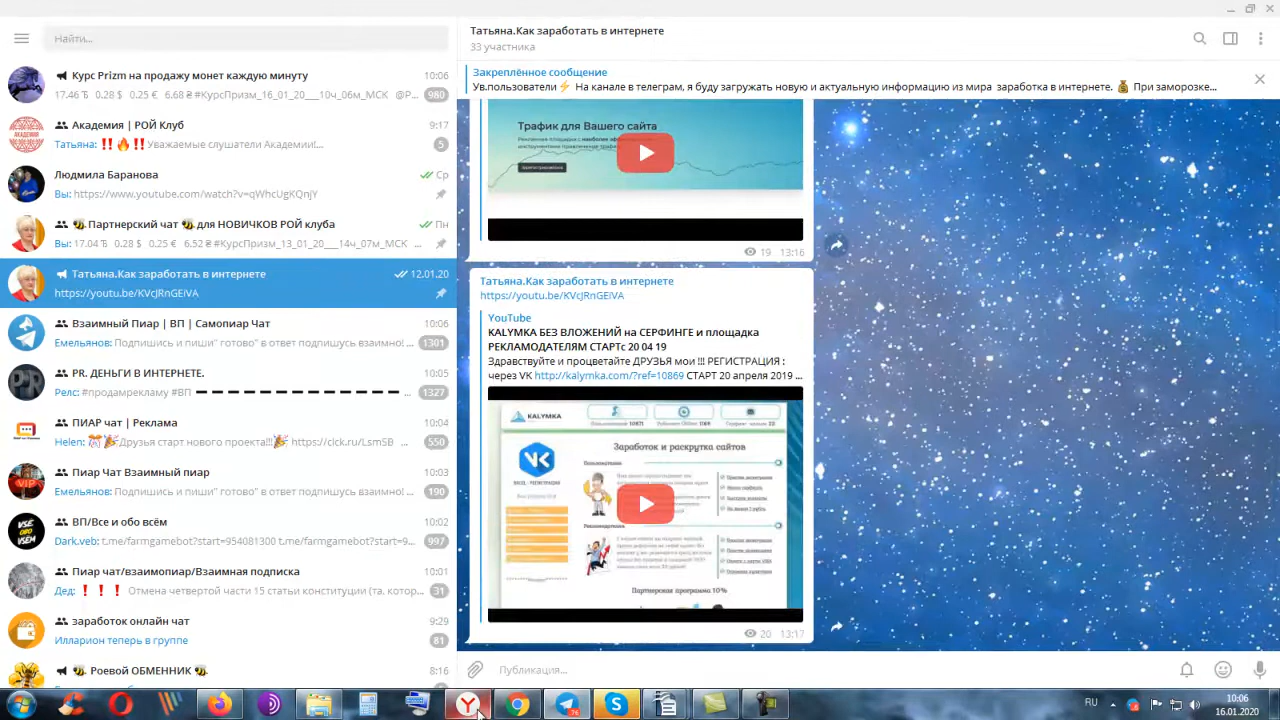 Найти...
Курс Prizm на продажу монет каждую минуту 10:06
17.46 ₺ 0.28 $ 0.25 € 6.68 ₴ #КурсПризм_16_01_20___10ч_06м_МСК @P... 980
Академия | РОЙ Клуб 9:17
Татьяна: ‼️🔥‼️Уважаемые слушатели Академии!... 5
Людмила Баранова Ср
Вы: https://www.youtube.com/watch?v=qWhcUgKQnjY
🐝Партнерский чат 🐝для НОВИЧКОВ РОЙ клуба Пн
Вы: 17.04 ₺ 0.28 $ 0.25 € 6.52 ₴ #КурсПризм_13_01_20___14ч_07м_МСК ...
Татьяна.Как заработать в интернете 12.01.20
https://youtu.be/KVcJRnGEiVA
Взаимный Пиар | ВП | Самопиар Чат 10:06
Емельянов: Подпишись и пиши" готово" в ответ подпишусь взаимно! ... 1301
PR. ДЕНЬГИ В ИНТЕРНЕТЕ. 10:05
Релс: #продамрекламу #ВП ➖➖➖➖➖➖➖➖➖➖➖➖ ... 1327
ПИАР чат | Реклама 10:04
Helen: 🎉Друзья старт нового проекта!!!🎉 https://clck.ru/LsmSB ... 550
Пиар Чат Взаимный пиар 10:03
Емельянов: Подпишись и пиши" готово" в ответ подпишусь взаимно! ... 190
ВП/Все и обо всём 10:02
Dark.veb: t.me/farmgamebot?start=954081300 t.me/farmgamebot?start=9... 997
Пиар чат/взаимопиар/Взаимная подписка 10:01
Дед: ❗❗❗ Отмена четвертой части 15 статьи конституции (та, котор... 31
заработок онлайн чат 9:29
Илларион теперь в группе 81
🐝 Роевой ОБМЕННИК 🐝 8:16
Татьяна.Как заработать в интернете
33 участника
Закреплённое сообщение
Ув.пользователи⚡ На канале в телеграм, я буду загружать новую и актуальную информацию из мира заработка в интернете. 💰 При заморозке...
Трафик для Вашего сайта
19 13:16
Татьяна.Как заработать в интернете
https://youtu.be/KVcJRnGEiVA
YouTube
KALYMKA БЕЗ ВЛОЖЕНИЙ на СЕРФИНГЕ и площадка
РЕКЛАМОДАТЕЛЯМ СТАРТс 20 04 19
Здравствуйте и процветайте ДРУЗЬЯ мои !!! РЕГИСТРАЦИЯ :
через VK http://kalymka.com/?ref=10869 СТАРТ 20 апреля 2019 ...
KALYMKA
Заработок и раскрутка сайтов
Партнерская программа 10%
20 13:17
Публикация...
RU
10:06
16.01.2020